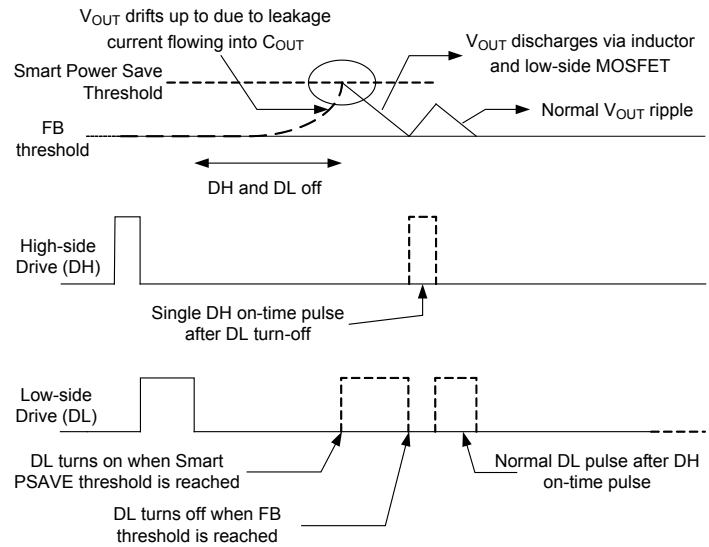 VOUT drifts up to due to leakage
current flowing into COUT
VOUT discharges via inductor
and low-side MOSFET
Smart Power Save
Threshold
Normal VOUT ripple
FB
threshold
DH and DL off
High-side
Drive (DH)
Single DH on-time pulse
after DL turn-off
Low-side
Drive (DL)
DL turns on when Smart
PSAVE threshold is reached
Normal DL pulse after DH
on-time pulse
DL turns off when FB
threshold is reached